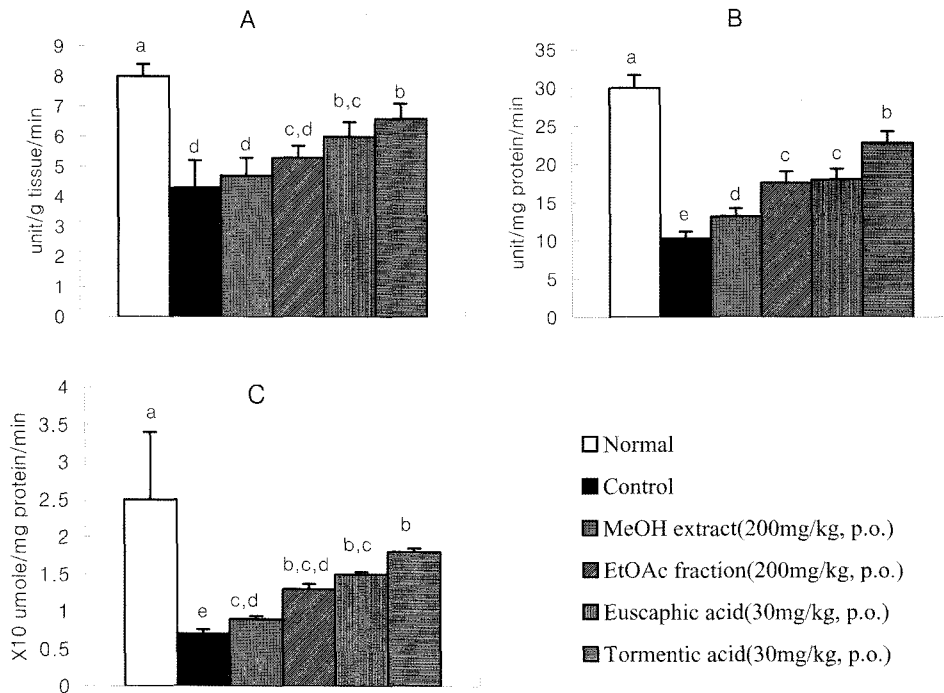 A
9
8
7
6
5
4
3
2
1
0
unit/g tissue/min
a
d
d
c,d
b,c
b
B
35
30
25
20
15
10
5
0
unit/mg protein/min
a
e
d
c
c
b
C
4
3.5
3
2.5
2
1.5
1
0.5
0
X10 umole/mg protein/min
a
e
c,d
b,c,d
b,c
b
Normal
Control
MeOH extract(200mg/kg, p.o.)
EtOAc fraction(200mg/kg, p.o.)
Euscaphic acid(30mg/kg, p.o.)
Tormentic acid(30mg/kg, p.o.)